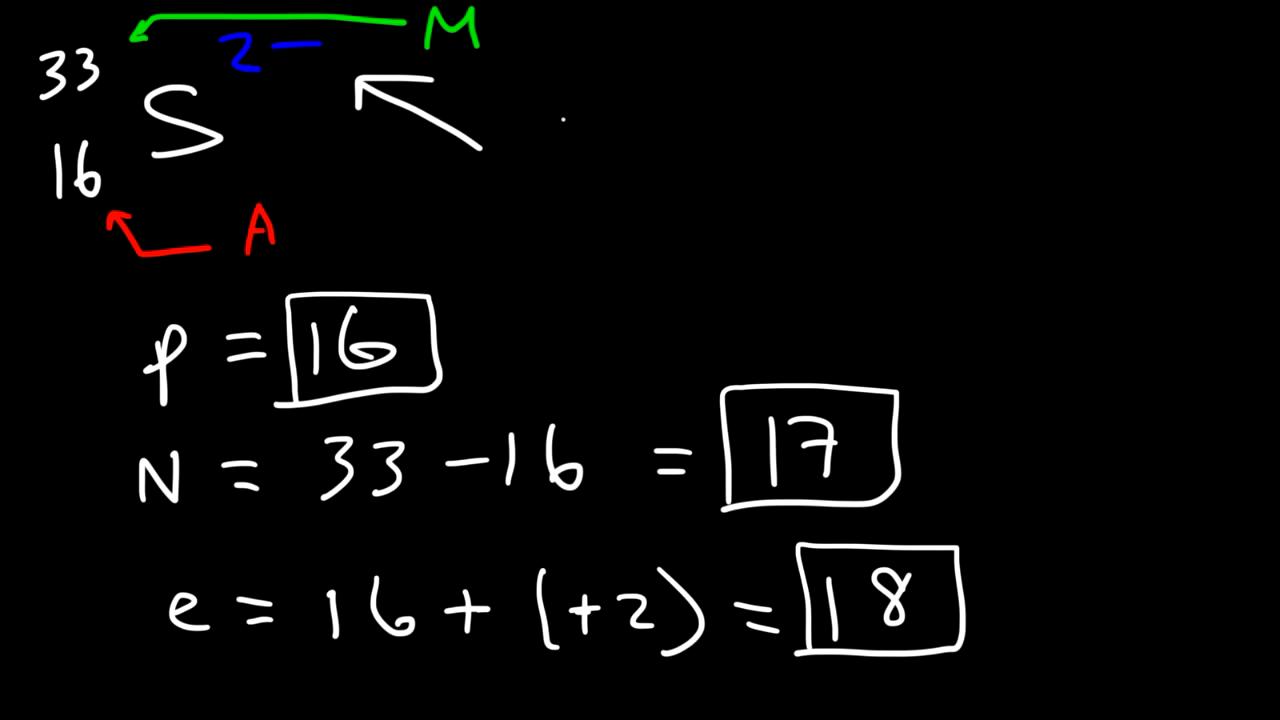 M
33
2-
S
16
A
p = 16
N = 33 - 16 = 17
e = 16 + (+2) = 18